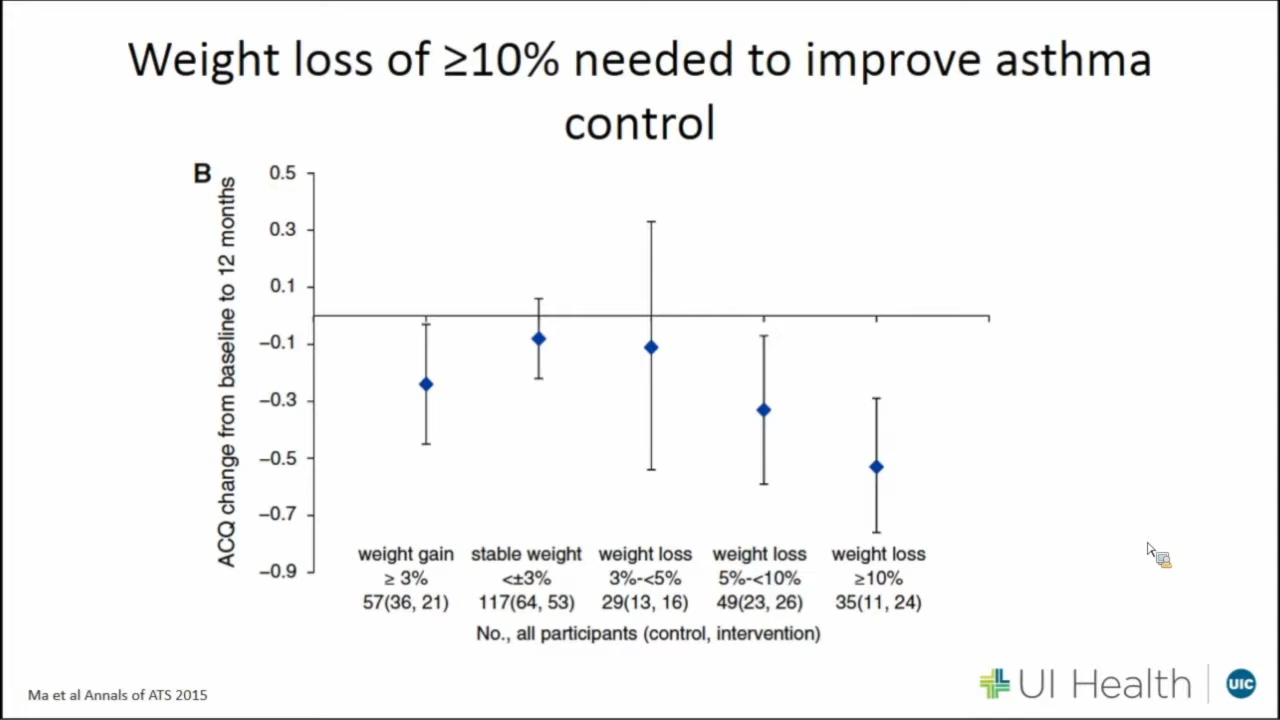 Weight loss of ≥10% needed to improve asthma
control
B
ACQ change from baseline to 12 months
0.5
0.3
0.1
−0.1
−0.3
−0.5
−0.7
−0.9
weight gain
≥ 3%
57(36, 21)
stable weight
<±3%
117(64, 53)
weight loss
3%-<5%
29(13, 16)
weight loss
5%-<10%
49(23, 26)
weight loss
≥10%
35(11, 24)
No., all participants (control, intervention)
Ma et al Annals of ATS 2015
UI Health
UIC